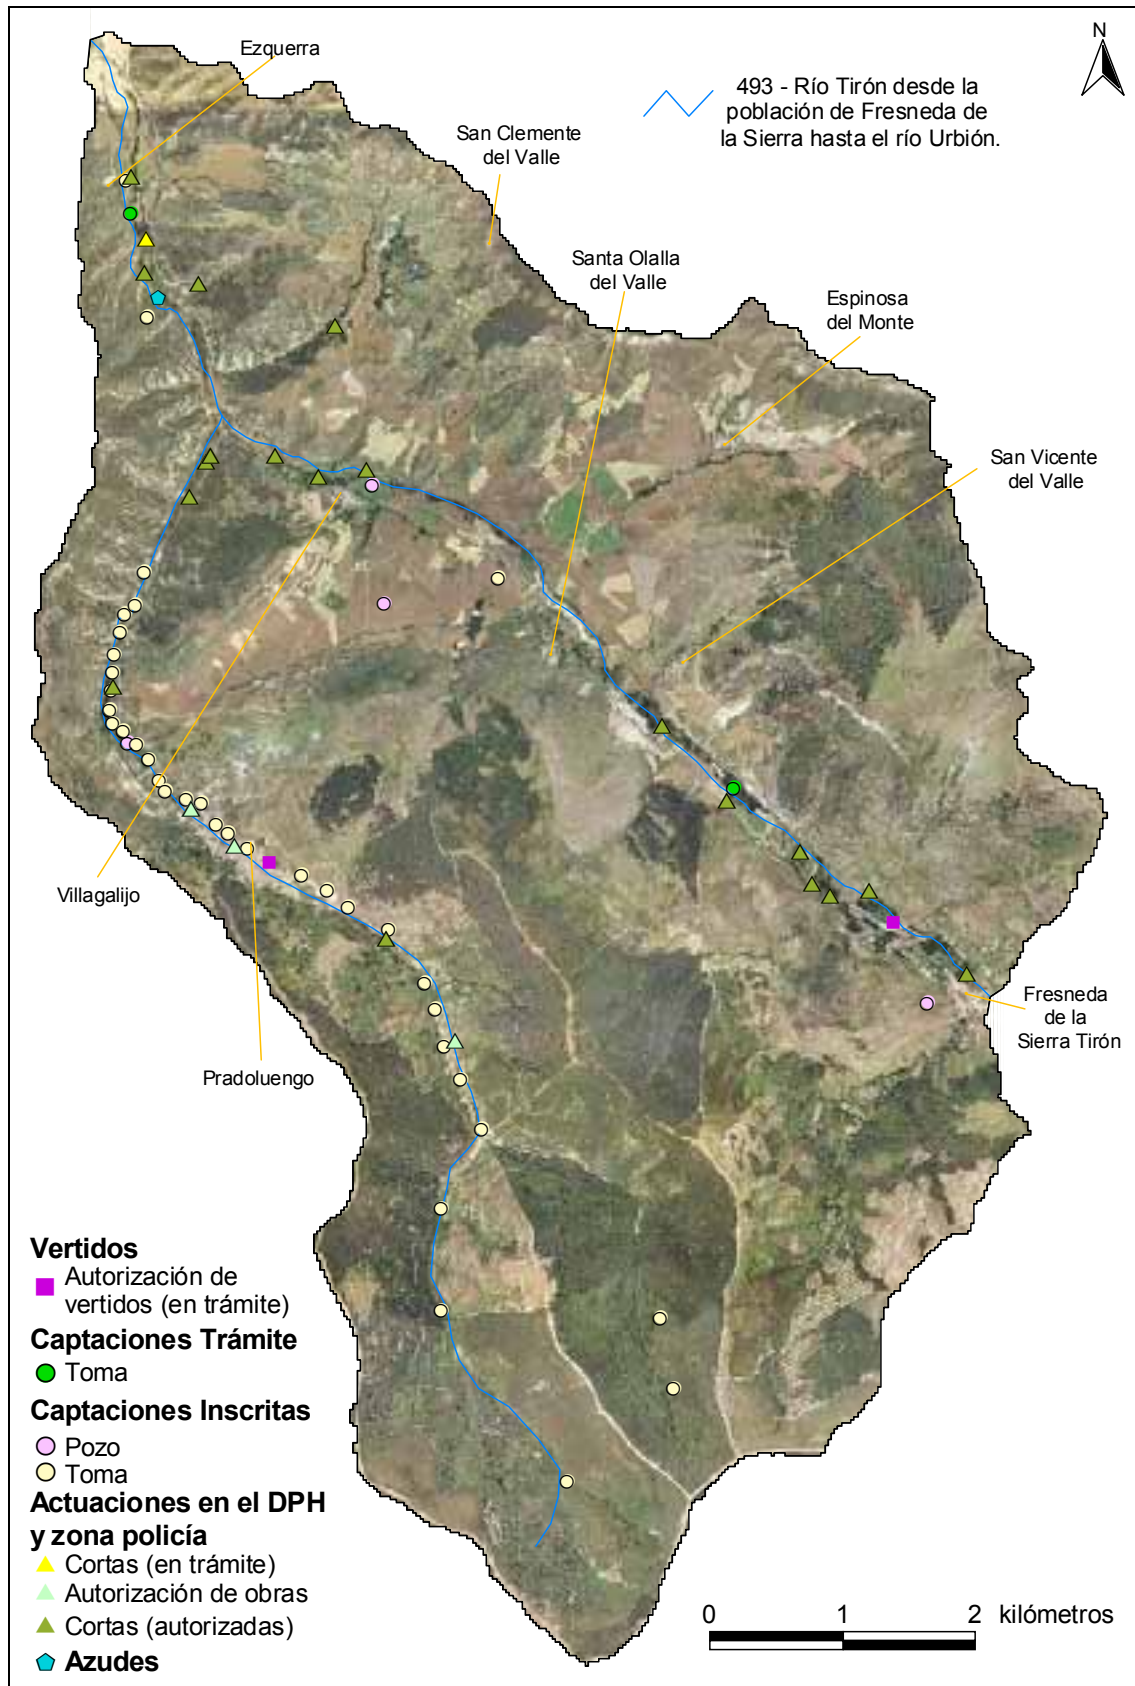 N
Ezquerra
493 - Río Tirón desde la
población de Fresneda de
la Sierra hasta el río Urbión.
San Clemente
del Valle
Santa Olalla
del Valle
Espinosa
del Monte
San Vicente
del Valle
Villagalijo
Fresneda
de la
Sierra Tirón
Pradoluengo
Vertidos
Autorización de
vertidos (en trámite)
Captaciones Trámite
Toma
Captaciones Inscritas
Pozo
Toma
Actuaciones en el DPH
y zona policía
Cortas (en trámite)
Autorización de obras
Cortas (autorizadas)
Azudes
0 1 2 kilómetros